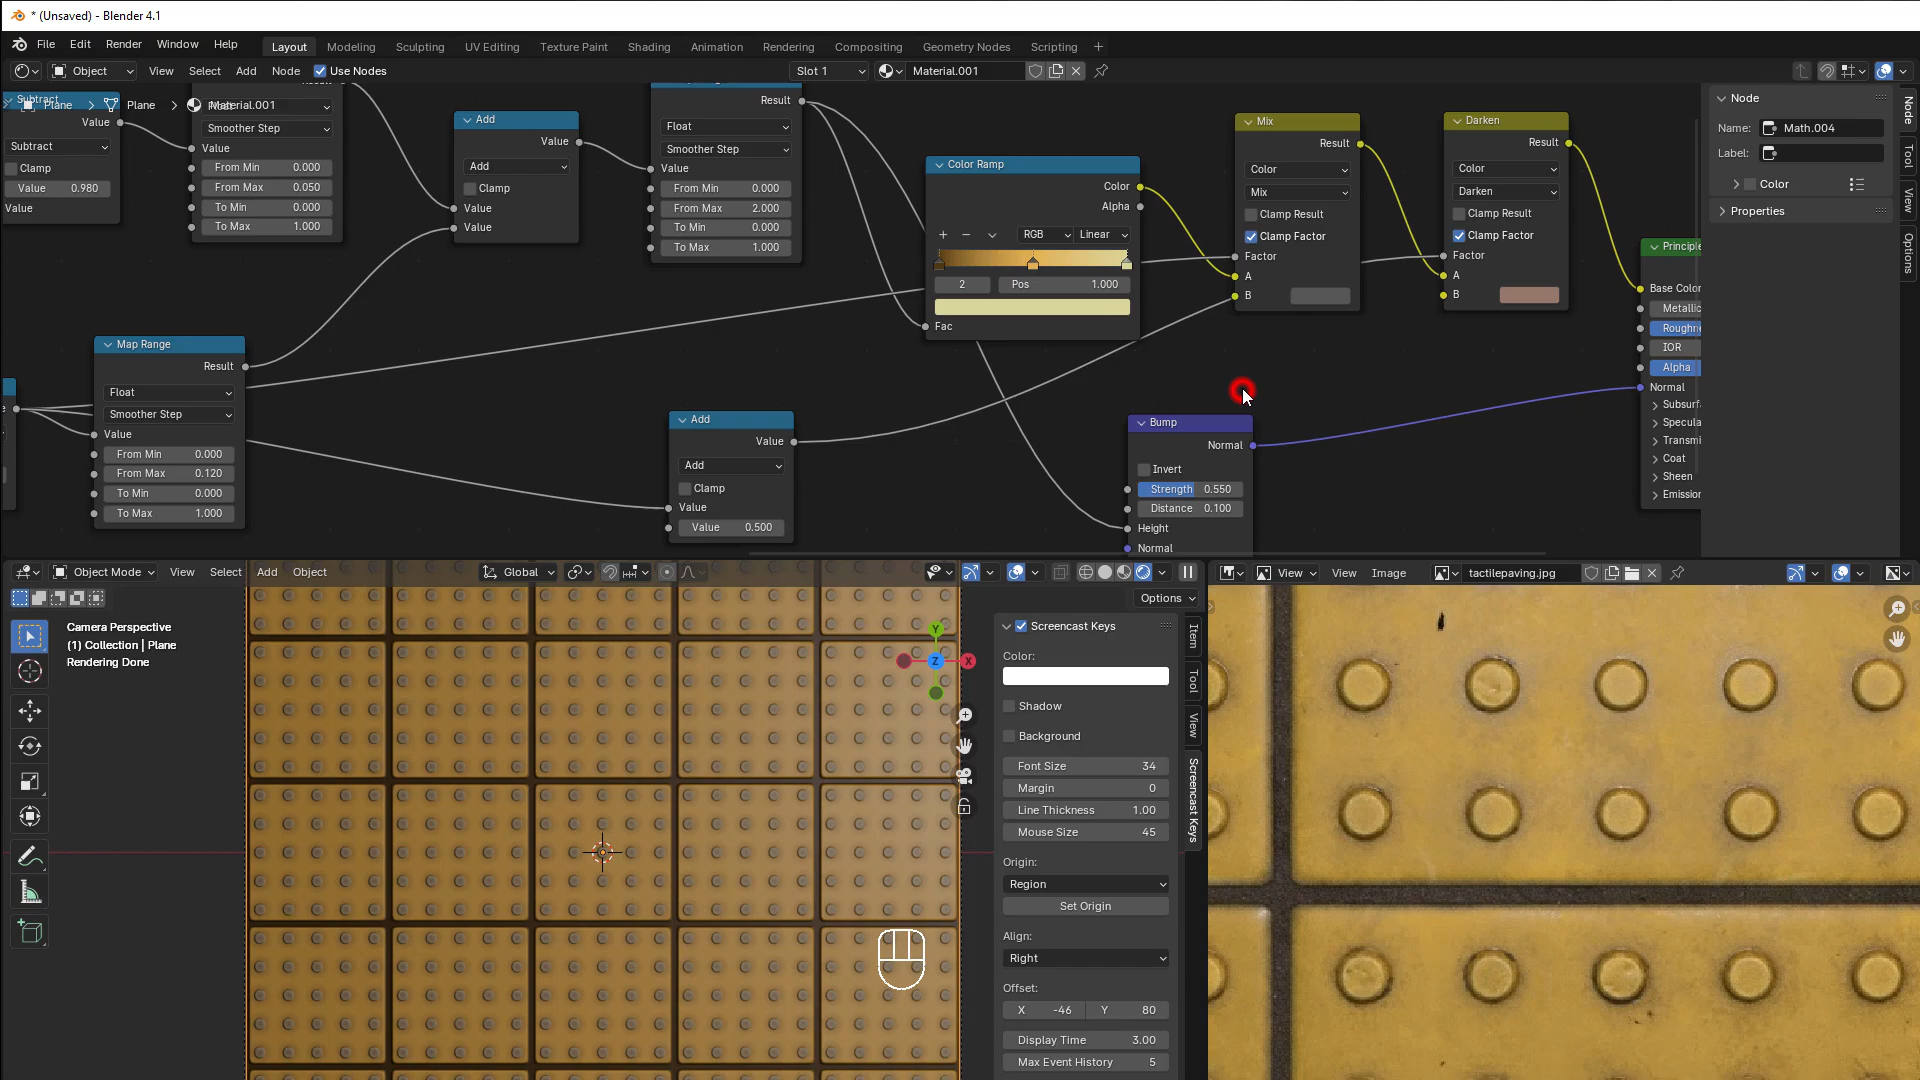 * (Unsaved) - Blender 4.1
File Edit Render Window Help Layout Modeling Sculpting UV Editing Texture Paint Shading Animation Rendering Compositing Geometry Nodes Scripting +
Object View Select Add Node Use Nodes Slot 1 Material.001
Plane > Plane > Material.001
Subtract
Value
Subtract
Clamp
Value 0.980
Value
Smoother Step
Value
From Min 0.000
From Max 0.050
To Min 0.000
To Max 1.000
Add
Value
Add
Clamp
Value
Value
Result
Float
Smoother Step
Value
From Min 0.000
From Max 2.000
To Min 0.000
To Max 1.000
Color Ramp
Color
Alpha
+ − RGB Linear
2 Pos 1.000
Fac
Mix
Result
Color
Mix
Clamp Result
Clamp Factor
Factor
A
B
Darken
Result
Color
Darken
Clamp Result
Clamp Factor
Factor
A
B
Principle
Base Color
Metallic
Roughne
IOR
Alpha
Normal
Subsurf
Specula
Transmi
Coat
Sheen
Emission
Map Range
Result
Float
Smoother Step
Value
From Min 0.000
From Max 0.120
To Min 0.000
To Max 1.000
Add
Value
Add
Clamp
Value
Value 0.500
Bump
Normal
Invert
Strength 0.550
Distance 0.100
Height
Normal
Node
Name: Math.004
Label:
Color
Properties
Node
Tool
View
Options
Object Mode View Select Add Object Global
Options
Camera Perspective
(1) Collection | Plane
Rendering Done
Y
Z X
Screencast Keys
Color:
Shadow
Background
Font Size 34
Margin 0
Line Thickness 1.00
Mouse Size 45
Origin:
Region
Set Origin
Align:
Right
Offset:
X -46 Y 80
Display Time 3.00
Max Event History 5
Item
Tool
View
Screencast Keys
View View Image tactilepaving.jpg